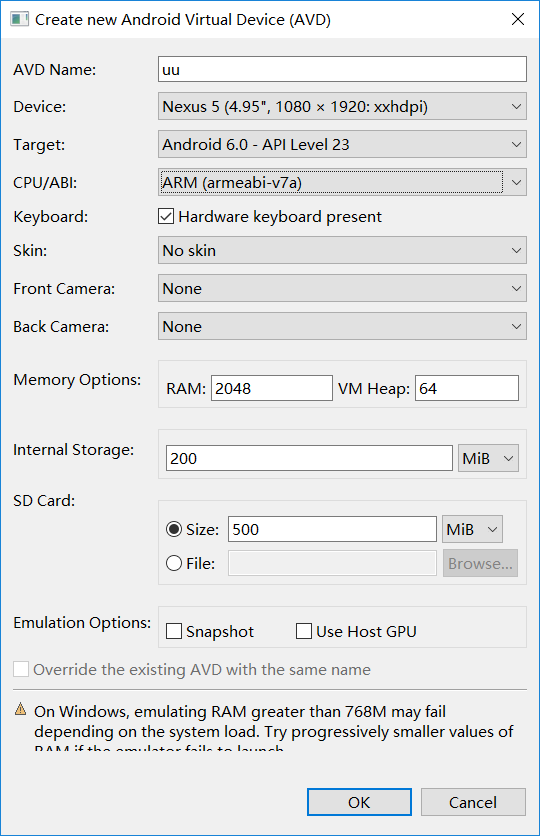 Create new Android Virtual Device (AVD)
AVD Name: uu
Device: Nexus 5 (4.95", 1080 × 1920: xxhdpi)
Target: Android 6.0 - API Level 23
CPU/ABI: ARM (armeabi-v7a)
Keyboard: Hardware keyboard present
Skin: No skin
Front Camera: None
Back Camera: None
Memory Options: RAM: 2048 VM Heap: 64
Internal Storage: 200 MiB
SD Card:
Size: 500 MiB
File: Browse...
Emulation Options: Snapshot Use Host GPU
Override the existing AVD with the same name
On Windows, emulating RAM greater than 768M may fail
depending on the system load. Try progressively smaller values of
RAM if the emulator fails to launch.
OK Cancel